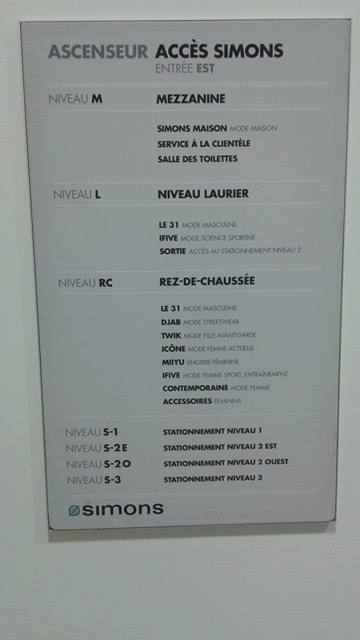 ASCENSEUR ACCÈS SIMONS
ENTRÉE EST
NIVEAU M MEZZANINE
SIMONS MAISON MODE MAISON
SERVICE À LA CLIENTÈLE
SALLE DES TOILETTES
NIVEAU L NIVEAU LAURIER
LE 31 MODE MASCULINE
IFIVE MODE SCIENCE SPORTIVE
SORTIE ACCÈS AU STATIONNEMENT NIVEAU 2
NIVEAU RC REZ-DE-CHAUSSÉE
LE 31 MODE MASCULINE
DJAB MODE STREETWEAR
TWIK MODE FILLE AVANT-GARDE
ICÔNE MODE FEMME ACTUELLE
MIIYU LINGERIE FÉMININE
IFIVE MODE FEMME SPORT, ENTRAÎNEMENT
CONTEMPORAINE MODE FEMME
ACCESSOIRES FÉMININS
NIVEAU S-1 STATIONNEMENT NIVEAU 1
NIVEAU S-2 E STATIONNEMENT NIVEAU 2 EST
NIVEAU S-2 O STATIONNEMENT NIVEAU 2 OUEST
NIVEAU S-3 STATIONNEMENT NIVEAU 3
SIMONS